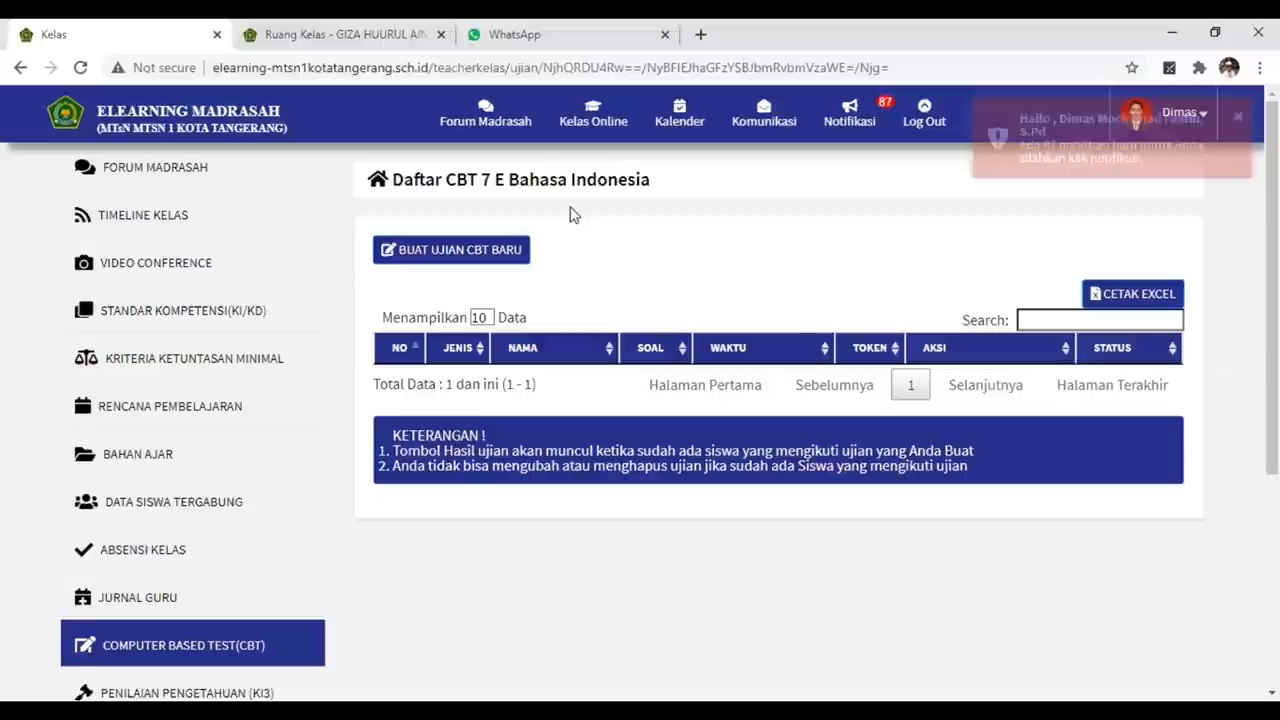 Kelas
Ruang Kelas - GIZA HUURUL
WhatsApp
Not secure
elearning-mtsn1kotatangerang.sch.id/teacherkelas/ujian/NjhQRDU4Rw==/NyBFIEJhaGFzYSBJbmRvbmVzaWE=/Njg=
ELEARNING MADRASAH
(MTsN MTSN 1 KOTA TANGERANG)
Forum Madrasah
Kelas Online
Kalender
Komunikasi
Notifikasi
87
Log Out
Dimas
Hallo , Dimas
S.Pd
silahkan klik notifikasi
FORUM MADRASAH
TIMELINE KELAS
VIDEO CONFERENCE
STANDAR KOMPETENSI(KI/KD)
KRITERIA KETUNTASAN MINIMAL
RENCANA PEMBELAJARAN
BAHAN AJAR
DATA SISWA TERGABUNG
ABSENSI KELAS
JURNAL GURU
COMPUTER BASED TEST(CBT)
PENILAIAN PENGETAHUAN (KI3)
Daftar CBT 7 E Bahasa Indonesia
BUAT UJIAN CBT BARU
CETAK EXCEL
Menampilkan 10 Data
Search:
NO JENIS NAMA SOAL WAKTU TOKEN AKSI STATUS
Total Data : 1 dan ini (1 - 1)
Halaman Pertama Sebelumnya 1 Selanjutnya Halaman Terakhir
KETERANGAN !
1. Tombol Hasil ujian akan muncul ketika sudah ada siswa yang mengikuti ujian yang Anda Buat
2. Anda tidak bisa mengubah atau menghapus ujian jika sudah ada Siswa yang mengikuti ujian